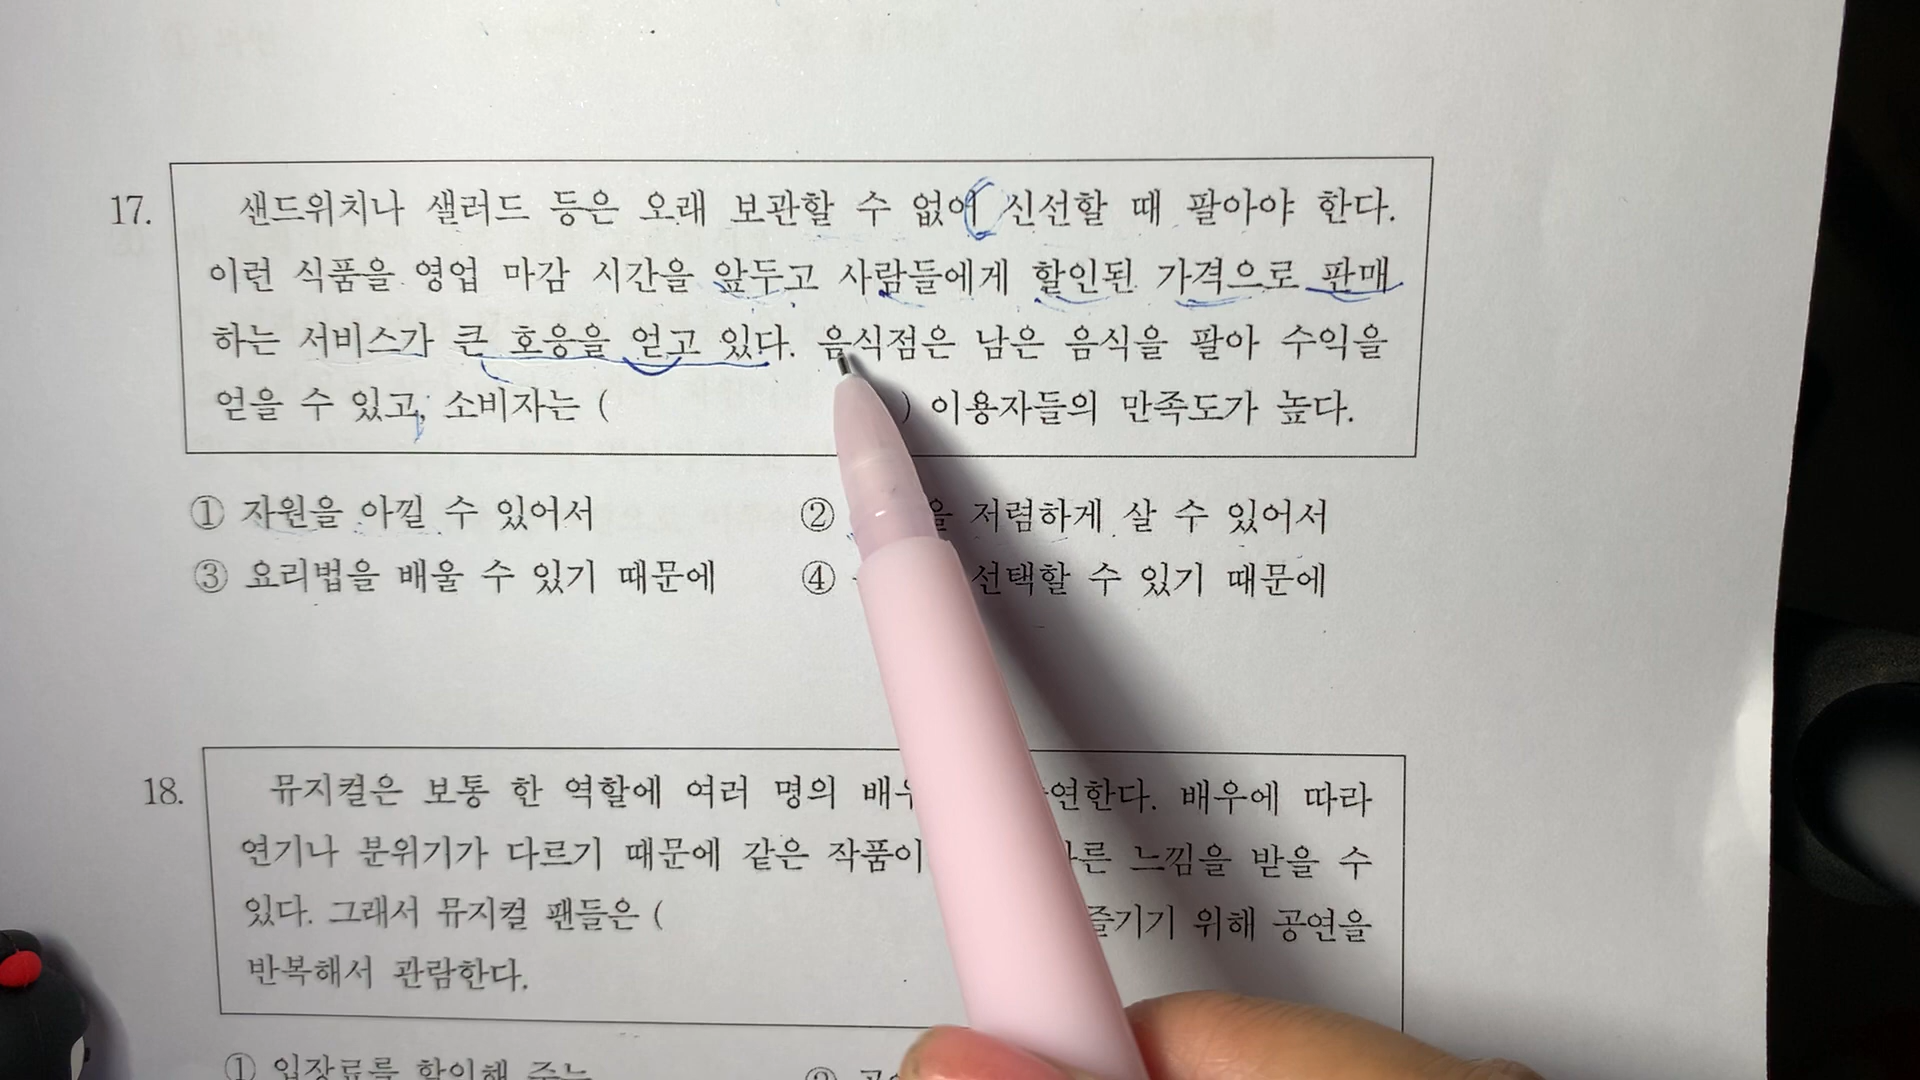 17. 샌드위치나 샐러드 등은 오래 보관할 수 없어 신선할 때 팔아야 한다.
이런 식품을 영업 마감 시간을 앞두고 사람들에게 할인된 가격으로 판매
하는 서비스가 큰 호응을 얻고 있다. 음식점은 남은 음식을 팔아 수익을
얻을 수 있고, 소비자는 ( ) 이용자들의 만족도가 높다.
① 자원을 아낄 수 있어서 ② 을 저렴하게 살 수 있어서
③ 요리법을 배울 수 있기 때문에 ④ 선택할 수 있기 때문에
18. 뮤지컬은 보통 한 역할에 여러 명의 배우 연한다. 배우에 따라
연기나 분위기가 다르기 때문에 같은 작품이 른 느낌을 받을 수
있다. 그래서 뮤지컬 팬들은 ( 즐기기 위해 공연을
반복해서 관람한다.
① 입장료를 할인해 주는 ②